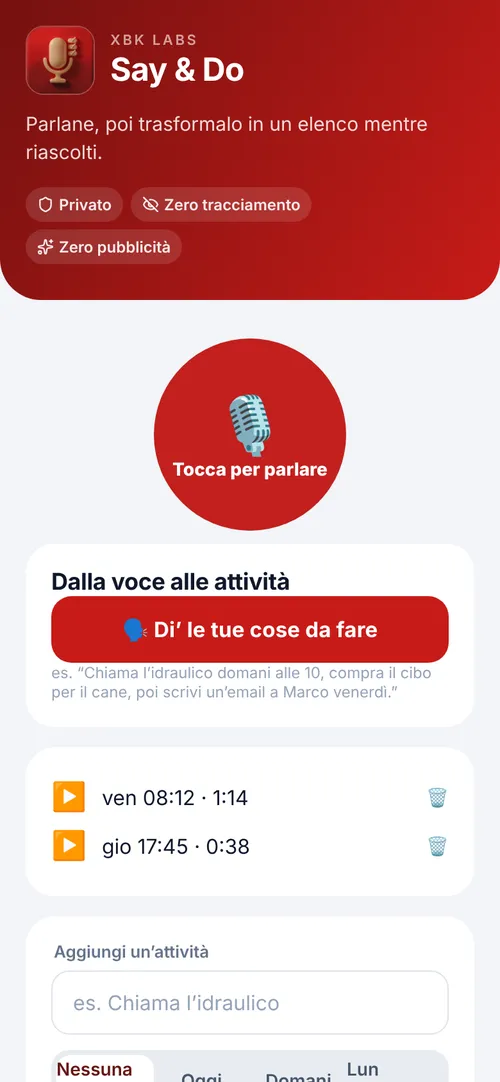 XBK LABS
Say & Do
Parlane, poi trasformalo in un elenco mentre
riascolti.
Privato
Zero tracciamento
Zero pubblicità
Tocca per parlare
Dalla voce alle attività
Di’ le tue cose da fare
es. “Chiama l’idraulico domani alle 10, compra il cibo
per il cane, poi scrivi un’email a Marco venerdì.”
ven 08:12 · 1:14
gio 17:45 · 0:38
Aggiungi un’attività
es. Chiama l’idraulico
Nessuna
Oggi
Domani
Lun